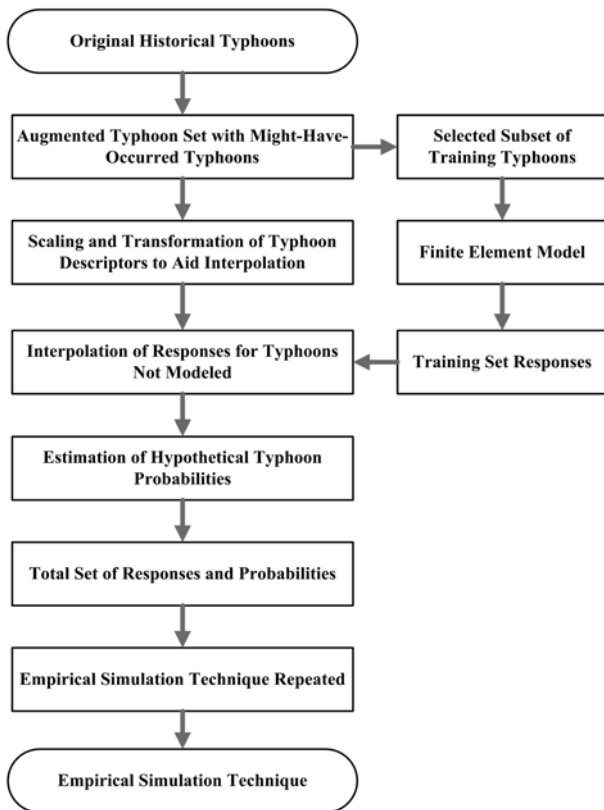 Original Historical Typhoons
Augmented Typhoon Set with Might-Have-
Occurred Typhoons
Selected Subset of
Training Typhoons
Scaling and Transformation of Typhoon
Descriptors to Aid Interpolation
Finite Element Model
Interpolation of Responses for Typhoons
Not Modeled
Training Set Responses
Estimation of Hypothetical Typhoon
Probabilities
Total Set of Responses and Probabilities
Empirical Simulation Technique Repeated
Empirical Simulation Technique